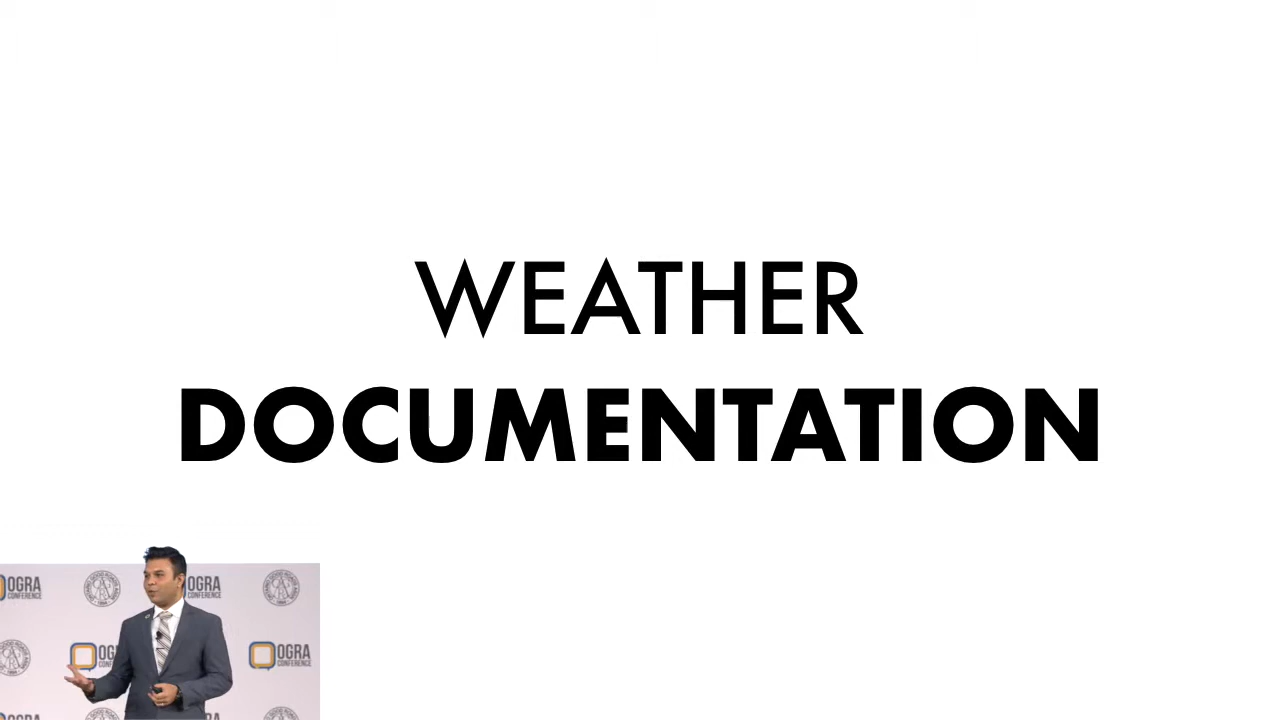 WEATHER
DOCUMENTATION
OGRA
CONFERENCE
OGRA
CONFERENCE
OGRA
CONFERENCE